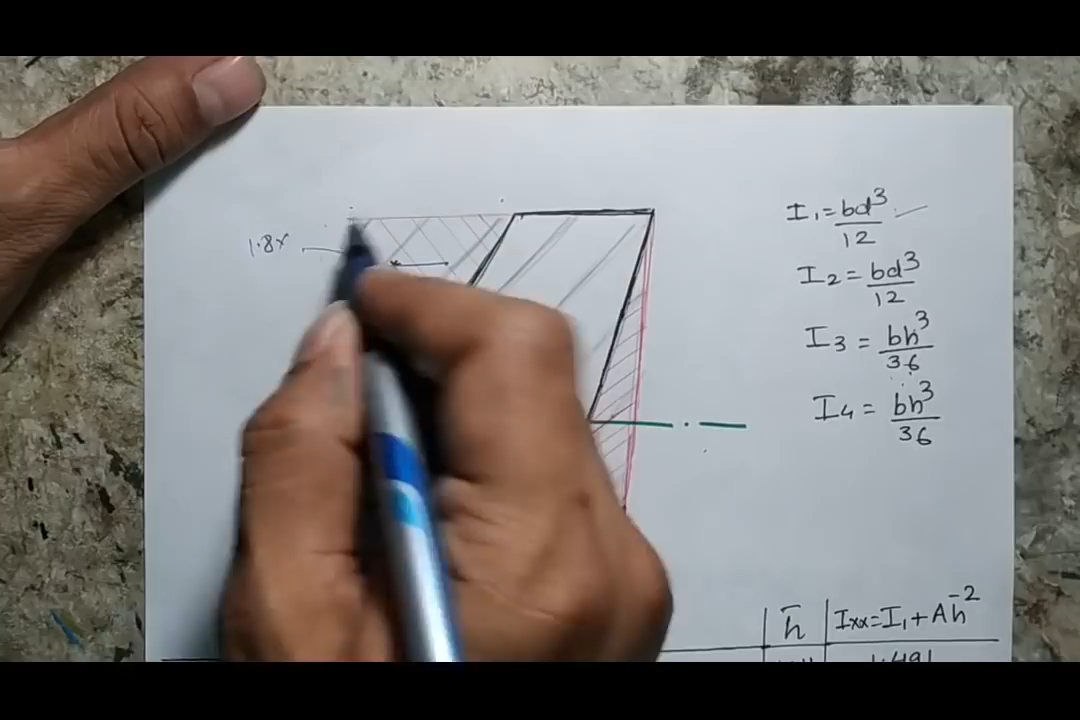 I₁ = bd³/12
1.8x
I₂ = bd³/12
I₃ = bh³/36
I₄ = bh³/36
h̄ Ixx = I₁ + Ah̄²